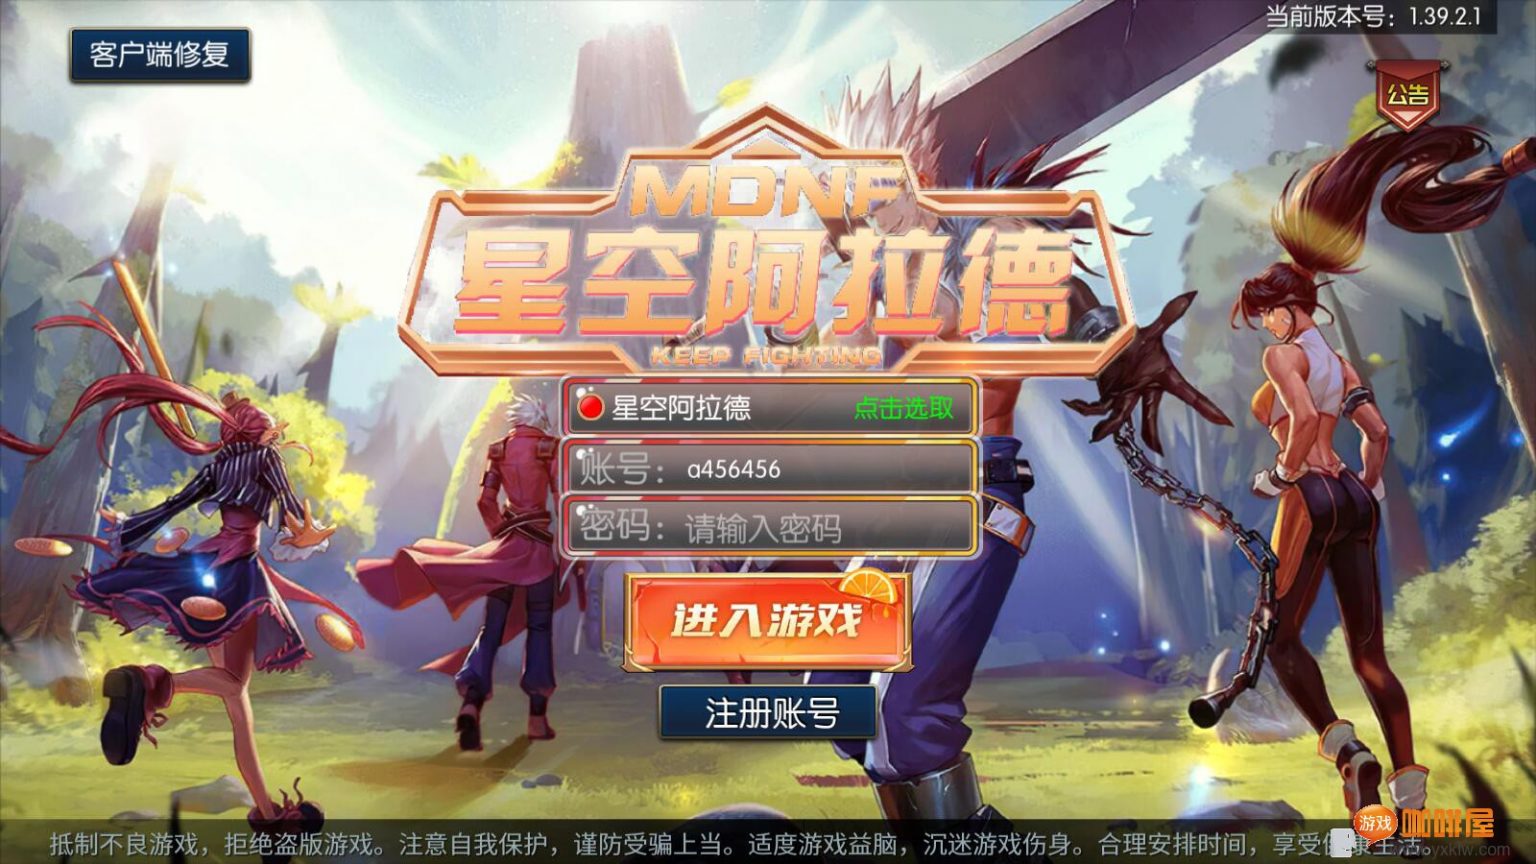 当前版本号：1.39.2.1
客户端修复
公告
MDNF
星空阿拉德
KEEP FIGHTING
星空阿拉德 点击选取
账号：a456456
密码：请输入密码
进入游戏
注册账号
抵制不良游戏，拒绝盗版游戏。注意自我保护，谨防受骗上当。适度游戏益脑，沉迷游戏伤身。合理安排时间，享受健康生活。
游戏 咖啡屋